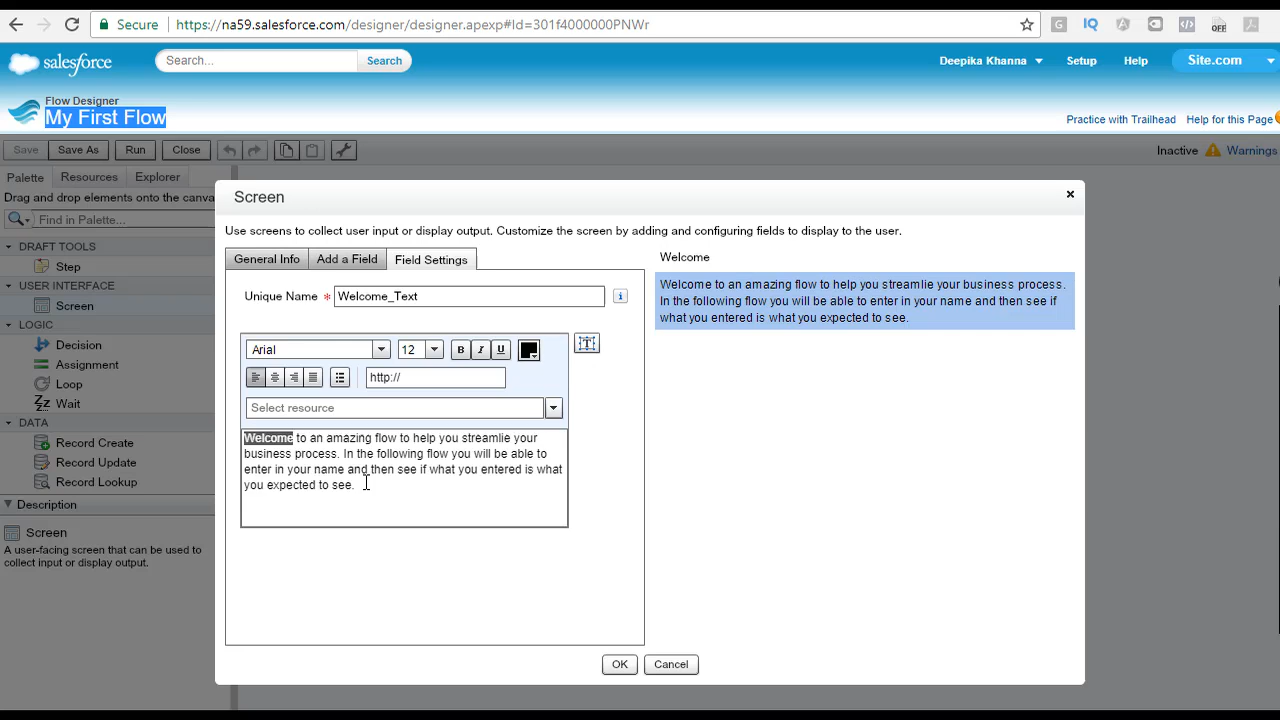 Secure
https://na59.salesforce.com/designer/designer.apexp#Id=301f4000000PNWr
salesforce
Search...
Search
Deepika Khanna
Setup
Help
Site.com
Flow Designer
My First Flow
Practice with Trailhead
Help for this Page
Save
Save As
Run
Close
Inactive
Warnings
Palette
Resources
Explorer
Drag and drop elements onto the canva
Find in Palette...
DRAFT TOOLS
Step
USER INTERFACE
Screen
LOGIC
Decision
Assignment
Loop
Zz Wait
DATA
Record Create
Record Update
Record Lookup
Description
Screen
A user-facing screen that can be used to
collect input or display output.
Screen
Use screens to collect user input or display output. Customize the screen by adding and configuring fields to display to the user.
General Info
Add a Field
Field Settings
Unique Name * Welcome_Text
i
Arial
12
B
I
U
T
http://
Select resource
Welcome to an amazing flow to help you streamlie your
business process. In the following flow you will be able to
enter in your name and then see if what you entered is what
you expected to see.
Welcome
Welcome to an amazing flow to help you streamlie your business process.
In the following flow you will be able to enter in your name and then see if
what you entered is what you expected to see.
OK
Cancel